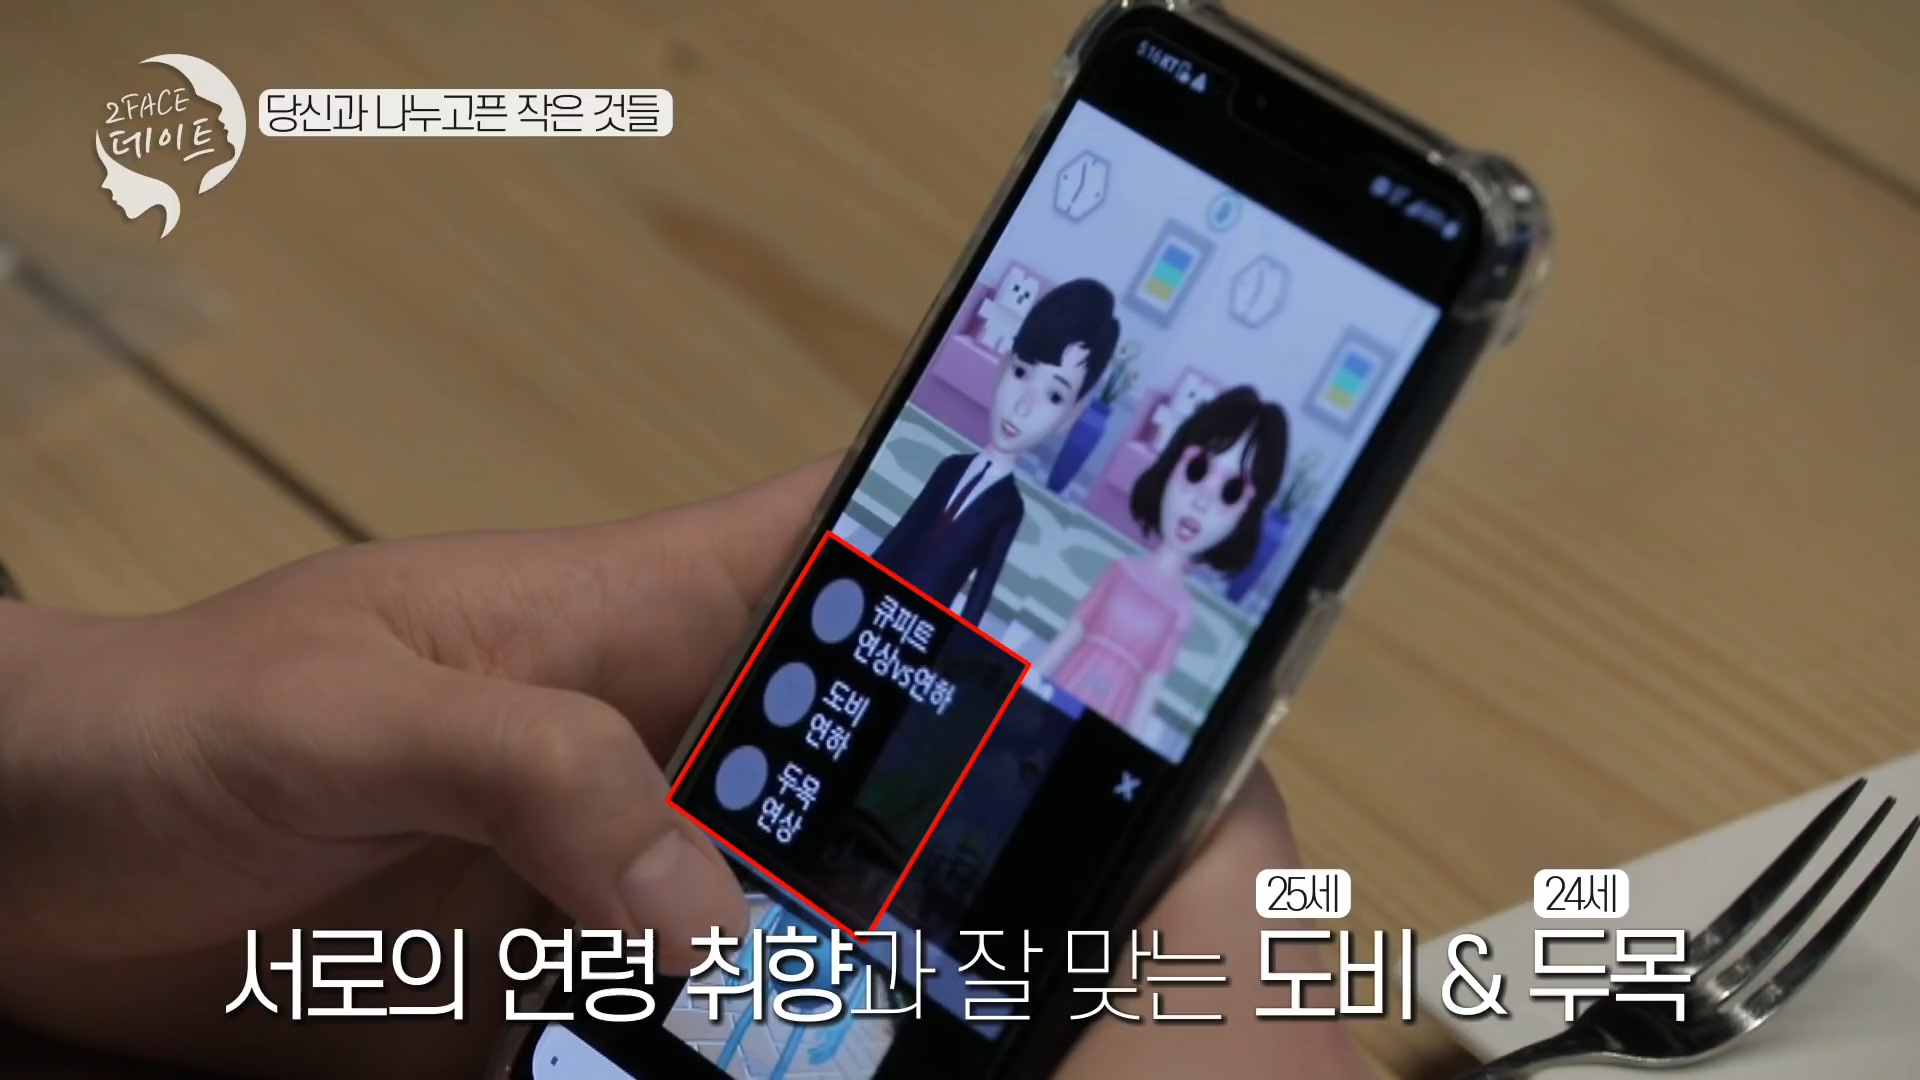 2FACE
데이트
당신과 나누고픈 작은 것들
큐피트
연상vs연하
도비
연하
두목
연상
25세
24세
서로의 연령 취향과 잘 맞는 도비 & 두목